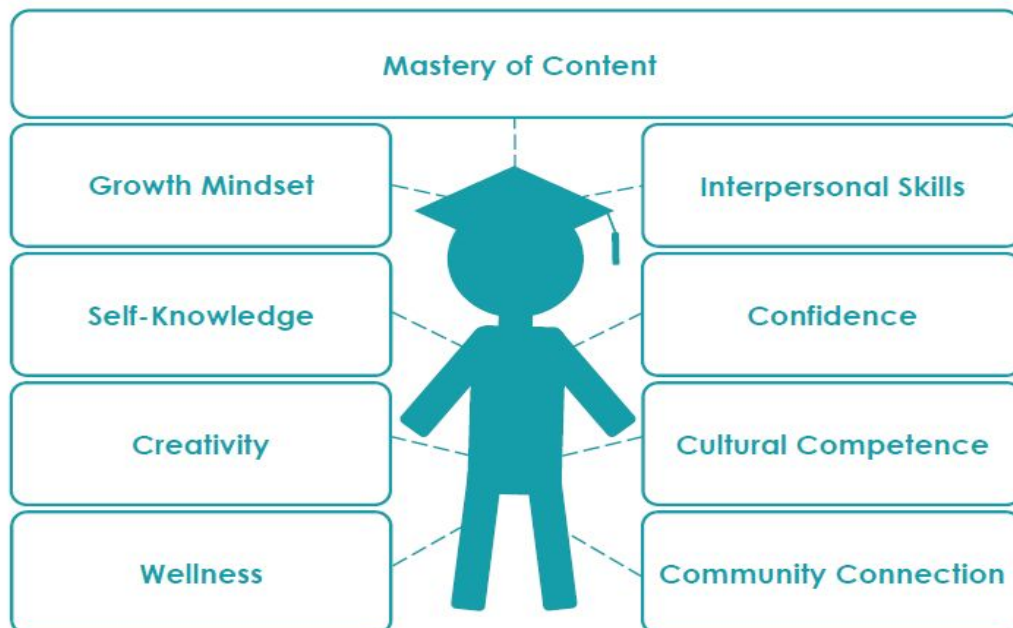 Mastery of Content
Growth Mindset
Interpersonal Skills
Self-Knowledge
Confidence
Creativity
Cultural Competence
Wellness
Community Connection